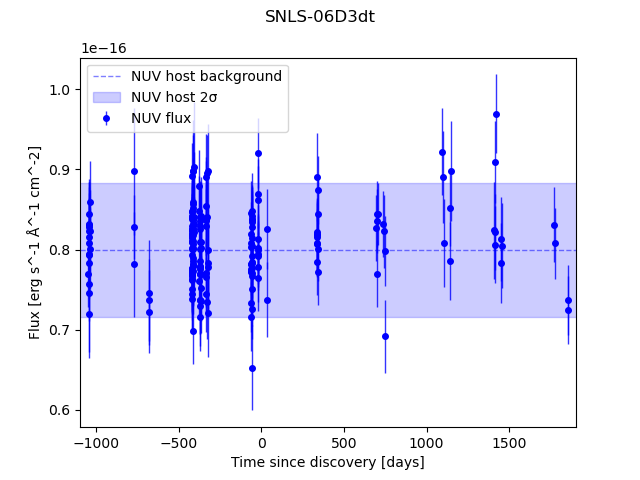 SNLS-06D3dt
1e−16
NUV host background
NUV host 2σ
NUV flux
1.0
0.9
0.8
0.7
0.6
Flux [erg s^-1 Å^-1 cm^-2]
−1000 −500 0 500 1000 1500
Time since discovery [days]